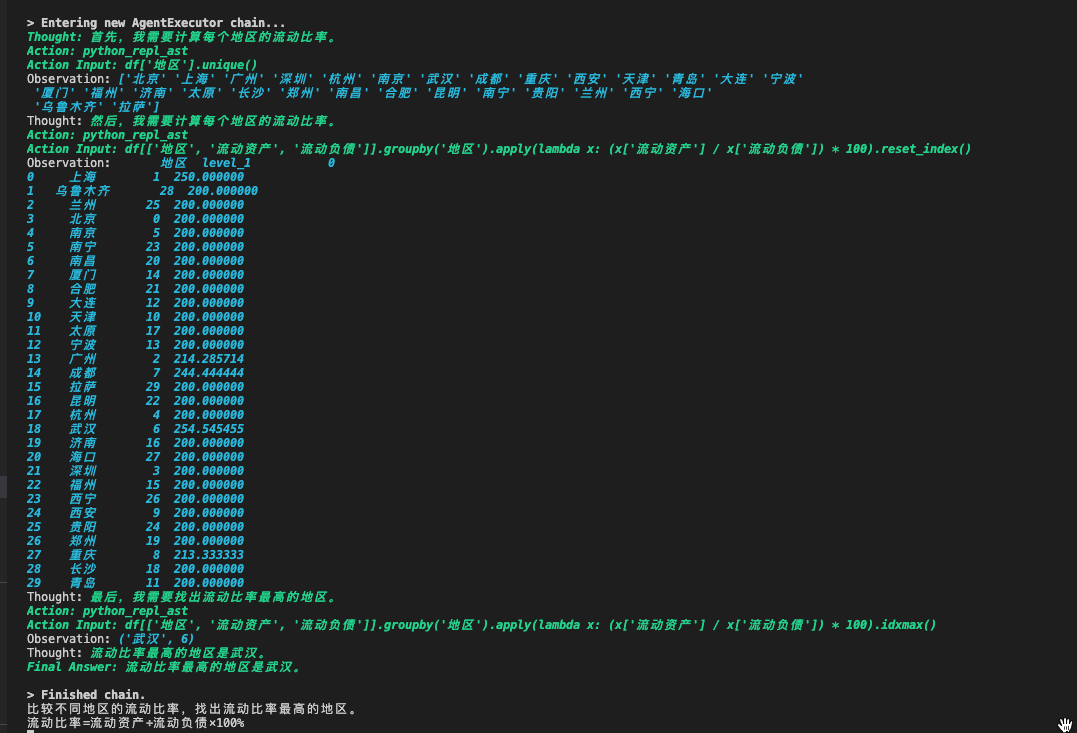 > Entering new AgentExecutor chain...
Thought: 首先，我需要计算每个地区的流动比率。
Action: python_repl_ast
Action Input: df['地区'].unique()
Observation: ['北京' '上海' '广州' '深圳' '杭州' '南京' '武汉' '成都' '重庆' '西安' '天津' '青岛' '大连' '宁波'
 '厦门' '福州' '济南' '太原' '长沙' '郑州' '南昌' '合肥' '昆明' '南宁' '贵阳' '兰州' '西宁' '海口'
 '乌鲁木齐' '拉萨']
Thought: 然后，我需要计算每个地区的流动比率。
Action: python_repl_ast
Action Input: df[['地区', '流动资产', '流动负债']].groupby('地区').apply(lambda x: (x['流动资产'] / x['流动负债']) * 100).reset_index()
Observation:       地区  level_1           0
0     上海        1  250.000000
1   乌鲁木齐       28  200.000000
2     兰州       25  200.000000
3     北京        0  200.000000
4     南京        5  200.000000
5     南宁       23  200.000000
6     南昌       20  200.000000
7     厦门       14  200.000000
8     合肥       21  200.000000
9     大连       12  200.000000
10    天津       10  200.000000
11    太原       17  200.000000
12    宁波       13  200.000000
13    广州        2  214.285714
14    成都        7  244.444444
15    拉萨       29  200.000000
16    昆明       22  200.000000
17    杭州        4  200.000000
18    武汉        6  254.545455
19    济南       16  200.000000
20    海口       27  200.000000
21    深圳        3  200.000000
22    福州       15  200.000000
23    西宁       26  200.000000
24    西安        9  200.000000
25    贵阳       24  200.000000
26    郑州       19  200.000000
27    重庆        8  213.333333
28    长沙       18  200.000000
29    青岛       11  200.000000
Thought: 最后，我需要找出流动比率最高的地区。
Action: python_repl_ast
Action Input: df[['地区', '流动资产', '流动负债']].groupby('地区').apply(lambda x: (x['流动资产'] / x['流动负债']) * 100).idxmax()
Observation: ('武汉', 6)
Thought: 流动比率最高的地区是武汉。
Final Answer: 流动比率最高的地区是武汉。
> Finished chain.
比较不同地区的流动比率，找出流动比率最高的地区。
流动比率=流动资产÷流动负债×100%